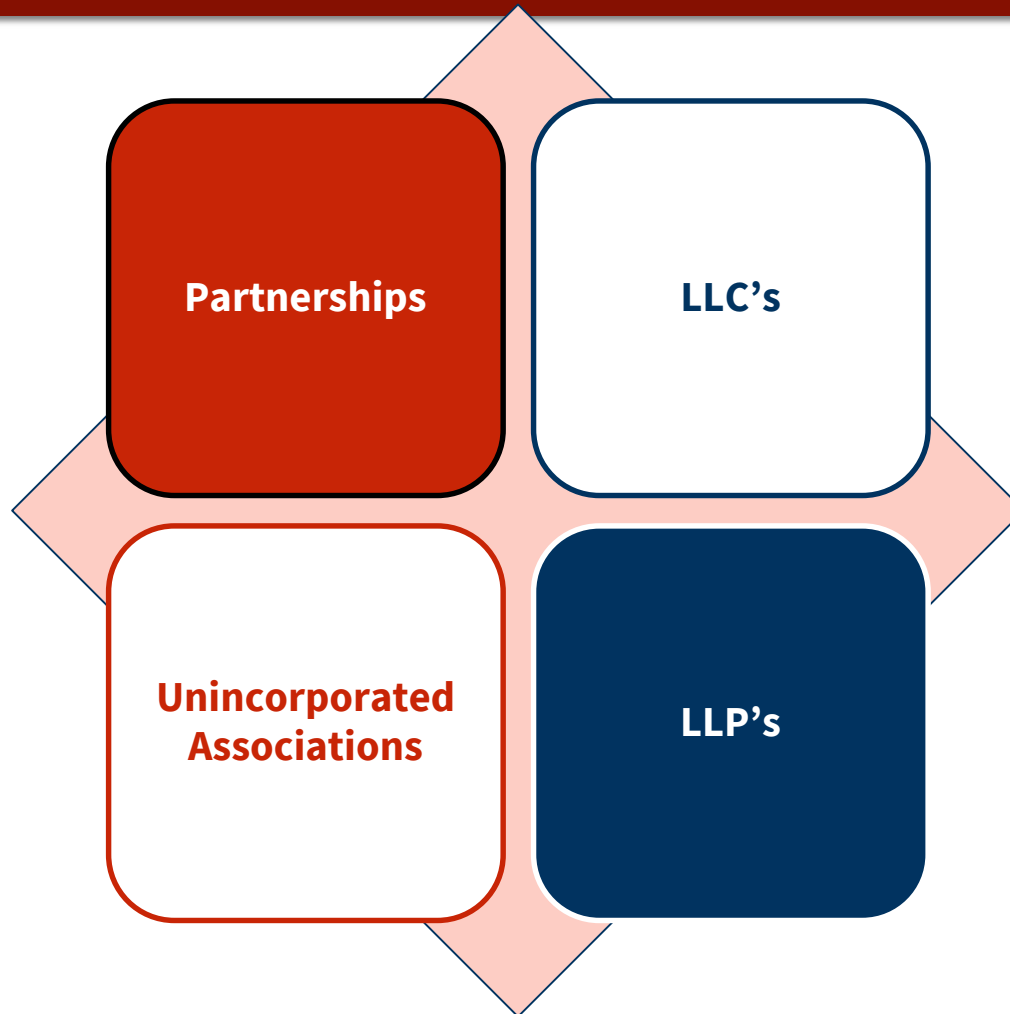 Partnerships
LLC’s
Unincorporated
Associations
LLP’s